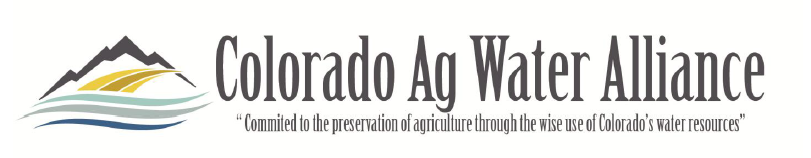 Colorado Ag Water Alliance
“ Commited to the preservation of agriculture through the wise use of Colorado's water resources”